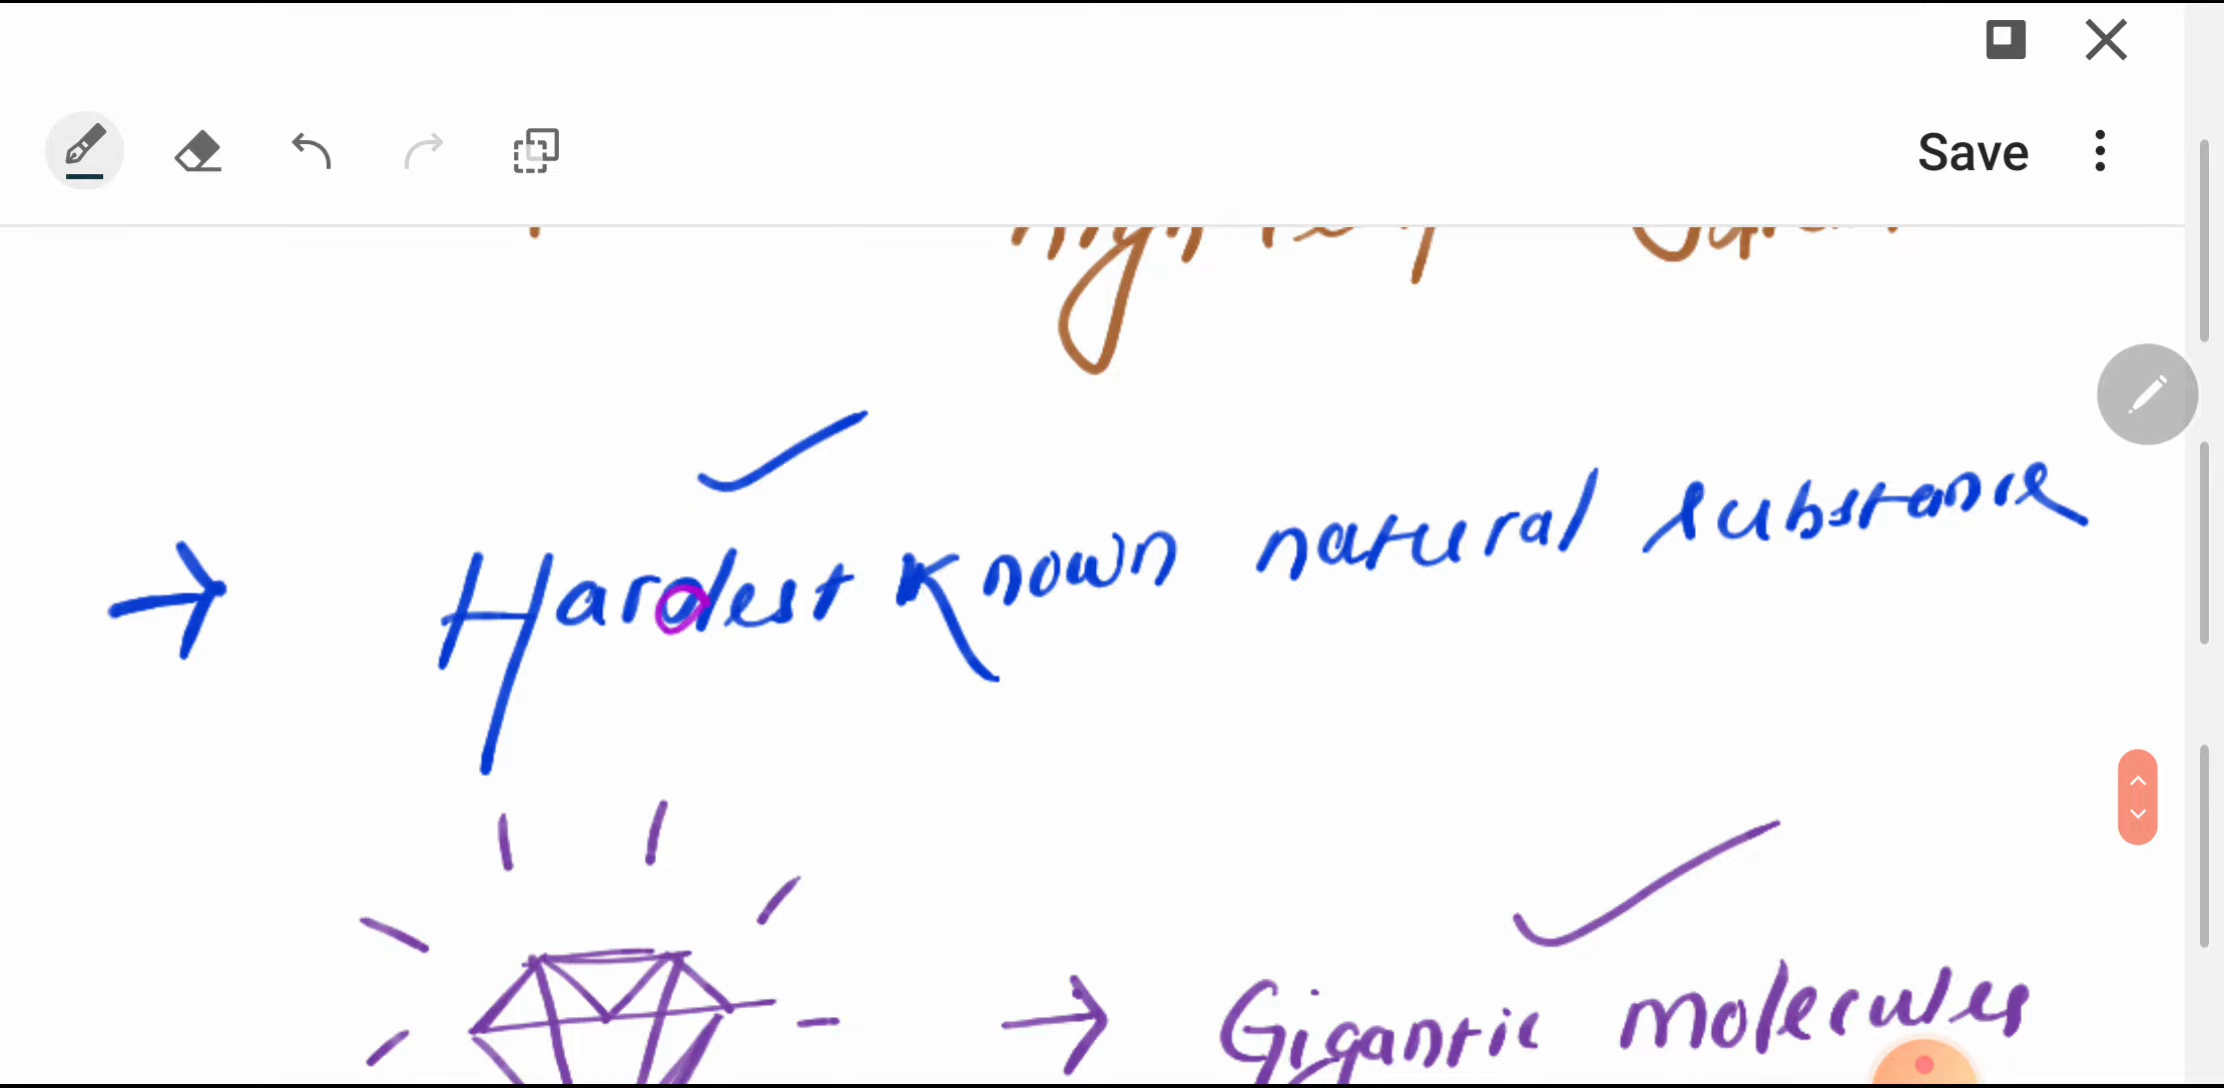 Save
→ Hardest Known natural substance
→ Gigantic molecules